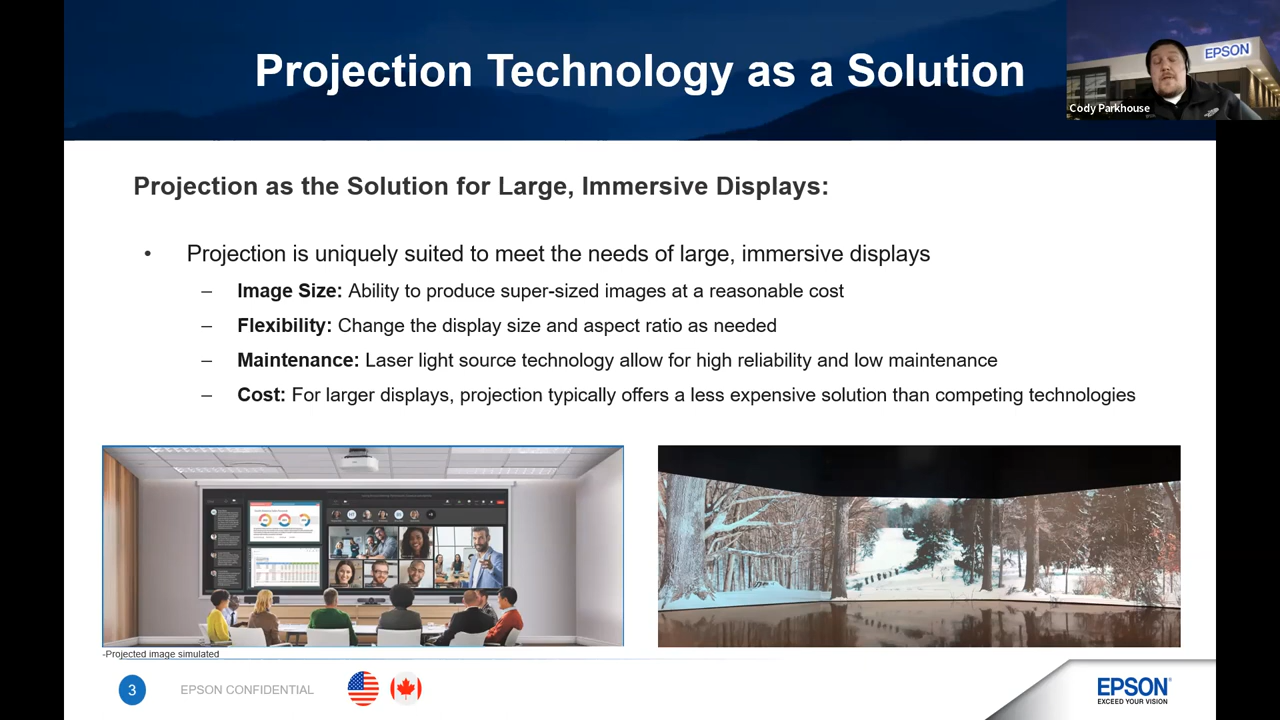 Projection Technology as a Solution
EPSON
Cody Parkhouse
Projection as the Solution for Large, Immersive Displays:
• Projection is uniquely suited to meet the needs of large, immersive displays
– Image Size: Ability to produce super-sized images at a reasonable cost
– Flexibility: Change the display size and aspect ratio as needed
– Maintenance: Laser light source technology allow for high reliability and low maintenance
– Cost: For larger displays, projection typically offers a less expensive solution than competing technologies
-Projected image simulated
3
EPSON CONFIDENTIAL
EPSON
EXCEED YOUR VISION